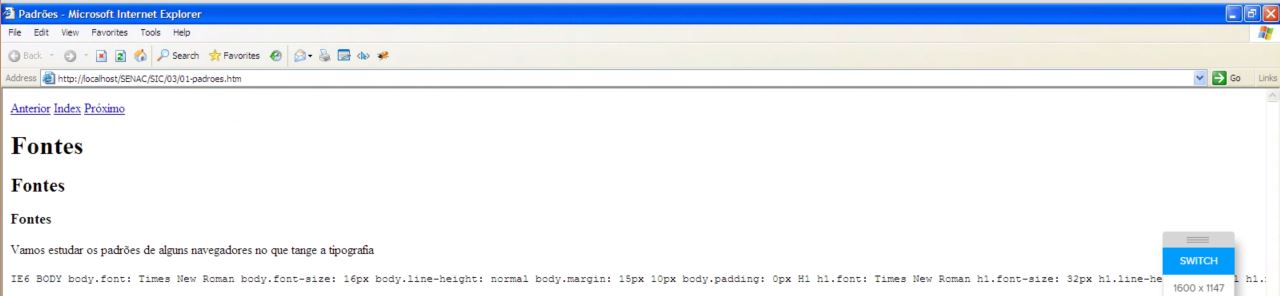 Padrões - Microsoft Internet Explorer
File Edit View Favorites Tools Help
Back Search Favorites
Address http://localhost/SENAC/SIC/03/01-padroes.htm Go Links
Anterior Index Próximo
Fontes
Fontes
Fontes
Vamos estudar os padrões de alguns navegadores no que tange a tipografia
IE6 BODY body.font: Times New Roman body.font-size: 16px body.line-height: normal body.margin: 15px 10px body.padding: 0px H1 h1.font: Times New Roman h1.font-size: 32px h1.line-he l h1.
SWITCH
1600 x 1147